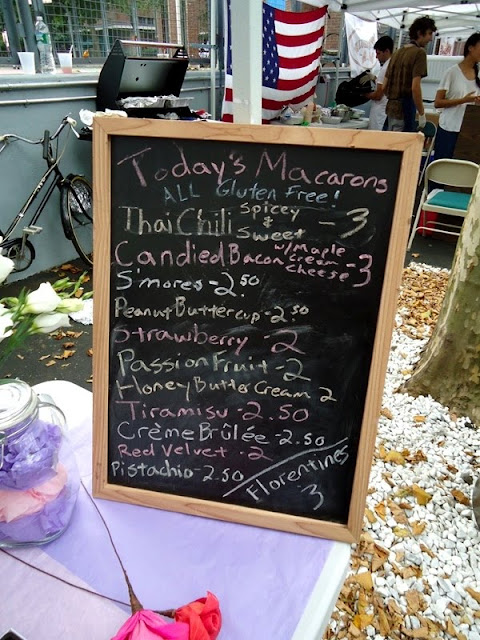 Today's Macarons
ALL Gluten Free!
Thai Chili Spicey & Sweet - 3
Candied Bacon w/ Maple Cream Cheese - 3
S'mores - 2.50
Peanut Butter cup - 2.50
Strawberry - 2
Passion Fruit - 2
Honey Butter Cream - 2
Tiramisu - 2.50
Crème Brûlée - 2.50
Red Velvet - 2
Pistachio - 2.50
Florentines - 3